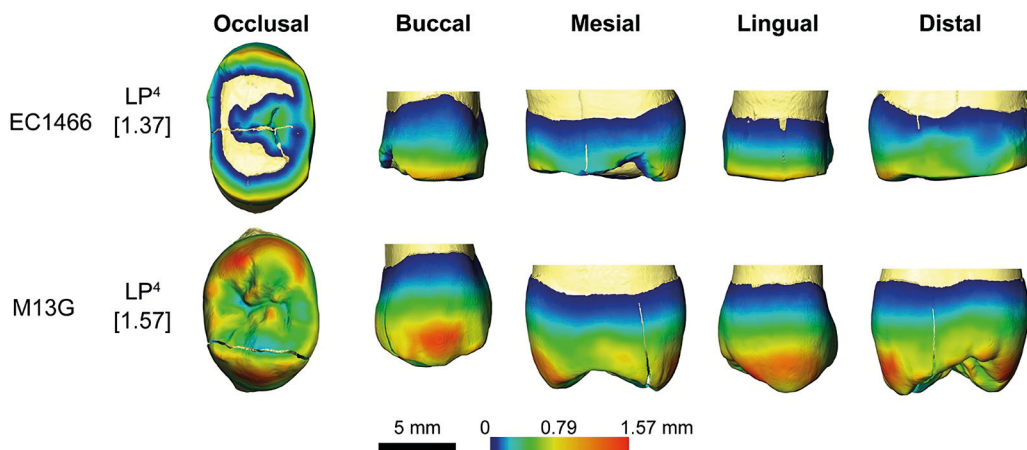 Occlusal Buccal Mesial Lingual Distal
EC1466
LP⁴
[1.37]
M13G
LP⁴
[1.57]
5 mm
0 0.79 1.57 mm